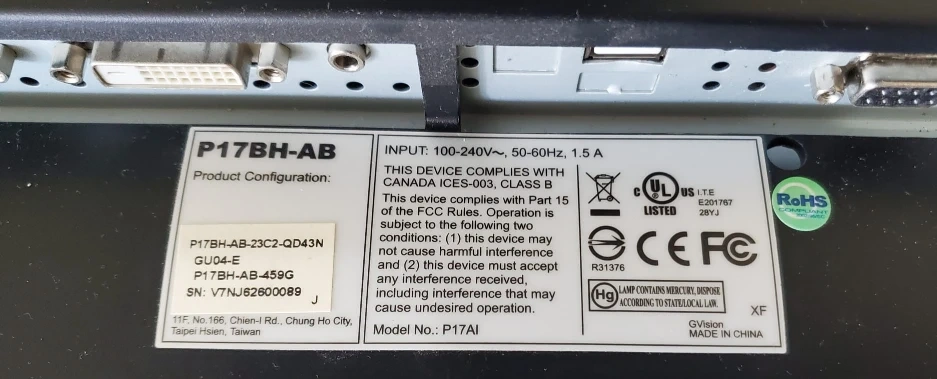 P17BH-AB
Product Configuration:
P17BH-AB-23C2-QD43N
GU04-E
P17BH-AB-459G
SN: V7NJ62600089 J
11F, No.166, Chien-I Rd., Chung Ho City,
Taipei Hsien, Taiwan
INPUT: 100-240V~, 50-60Hz, 1.5 A
THIS DEVICE COMPLIES WITH
CANADA ICES-003, CLASS B
This device complies with Part 15
of the FCC Rules. Operation is
subject to the following two
conditions: (1) this device may
not cause harmful interference
and (2) this device must accept
any interference received,
including interference that may
cause undesired operation.
Model No.: P17AI
C UL US I.T.E
E201767
LISTED 28YJ
R31376
CE FC
Hg LAMP CONTAINS MERCURY, DISPOSE
ACCORDING TO STATE/LOCAL LAW.
XF
GVision
MADE IN CHINA
RoHS
COMPLIANT